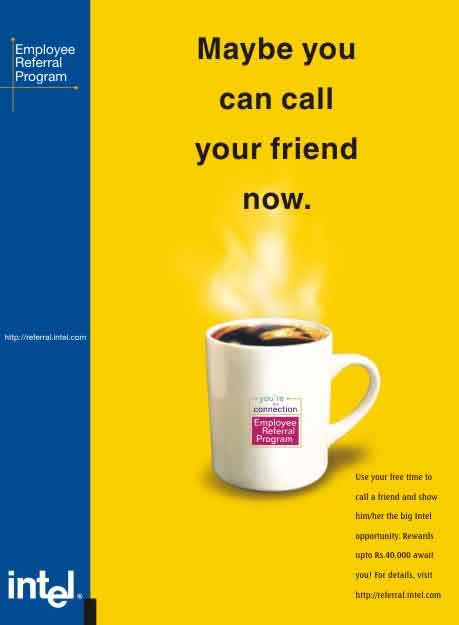 Employee
Referral
Program
http://referral.intel.com
intel®
Maybe you
can call
your friend
now.
you're
the
connection
Employee
Referral
Program
Use your free time to
call a friend and show
him/her the big Intel
opportunity. Rewards
upto Rs.40,000 await
you! For details, visit
http://referral.intel.com